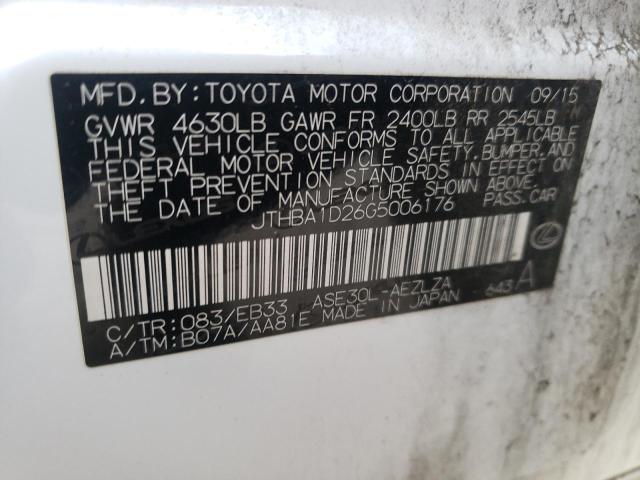 MFD. BY: TOYOTA MOTOR CORPORATION 09/15
GVWR 4630LB GAWR FR 2400LB RR 2545LB
THIS VEHICLE CONFORMS TO ALL APPLICABLE
FEDERAL MOTOR VEHICLE SAFETY, BUMPER, AND
THEFT PREVENTION STANDARDS IN EFFECT ON
THE DATE OF MANUFACTURE SHOWN ABOVE.
JTHBA1D26G5006176 PASS. CAR
C/TR: 083/EB33 ASE30L-AEZLZA 643 A
A/TM: B07A/AA81E MADE IN JAPAN